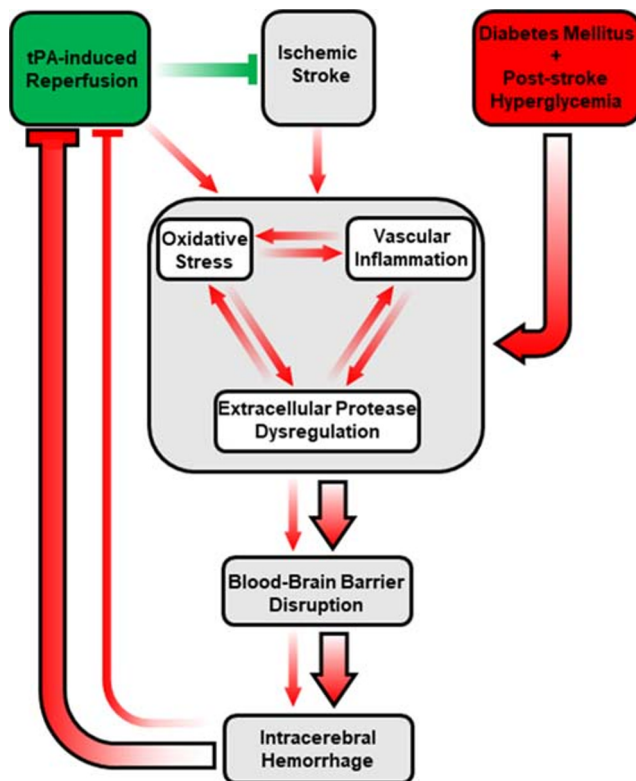 tPA-induced
Reperfusion
Ischemic
Stroke
Diabetes Mellitus
+
Post-stroke
Hyperglycemia
Oxidative
Stress
Vascular
Inflammation
Extracellular Protease
Dysregulation
Blood-Brain Barrier
Disruption
Intracerebral
Hemorrhage